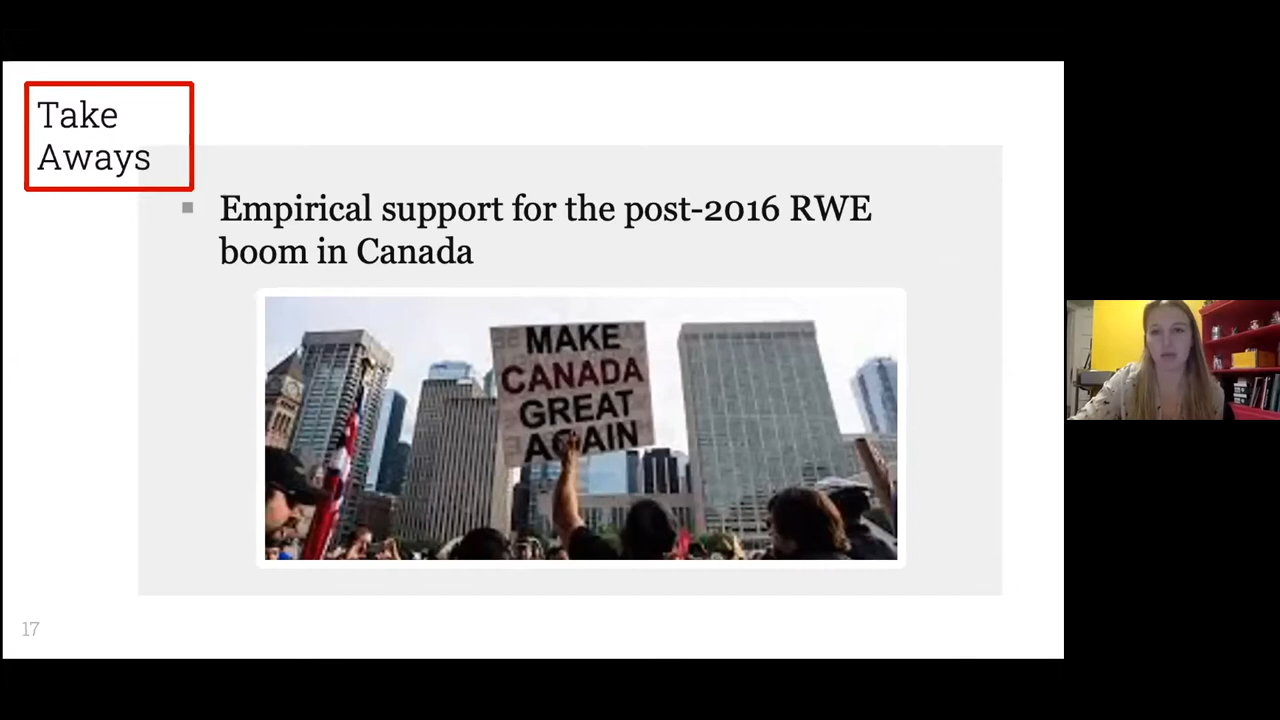 Take
Aways
Empirical support for the post-2016 RWE
boom in Canada
MAKE
CANADA
GREAT
AGAIN
17